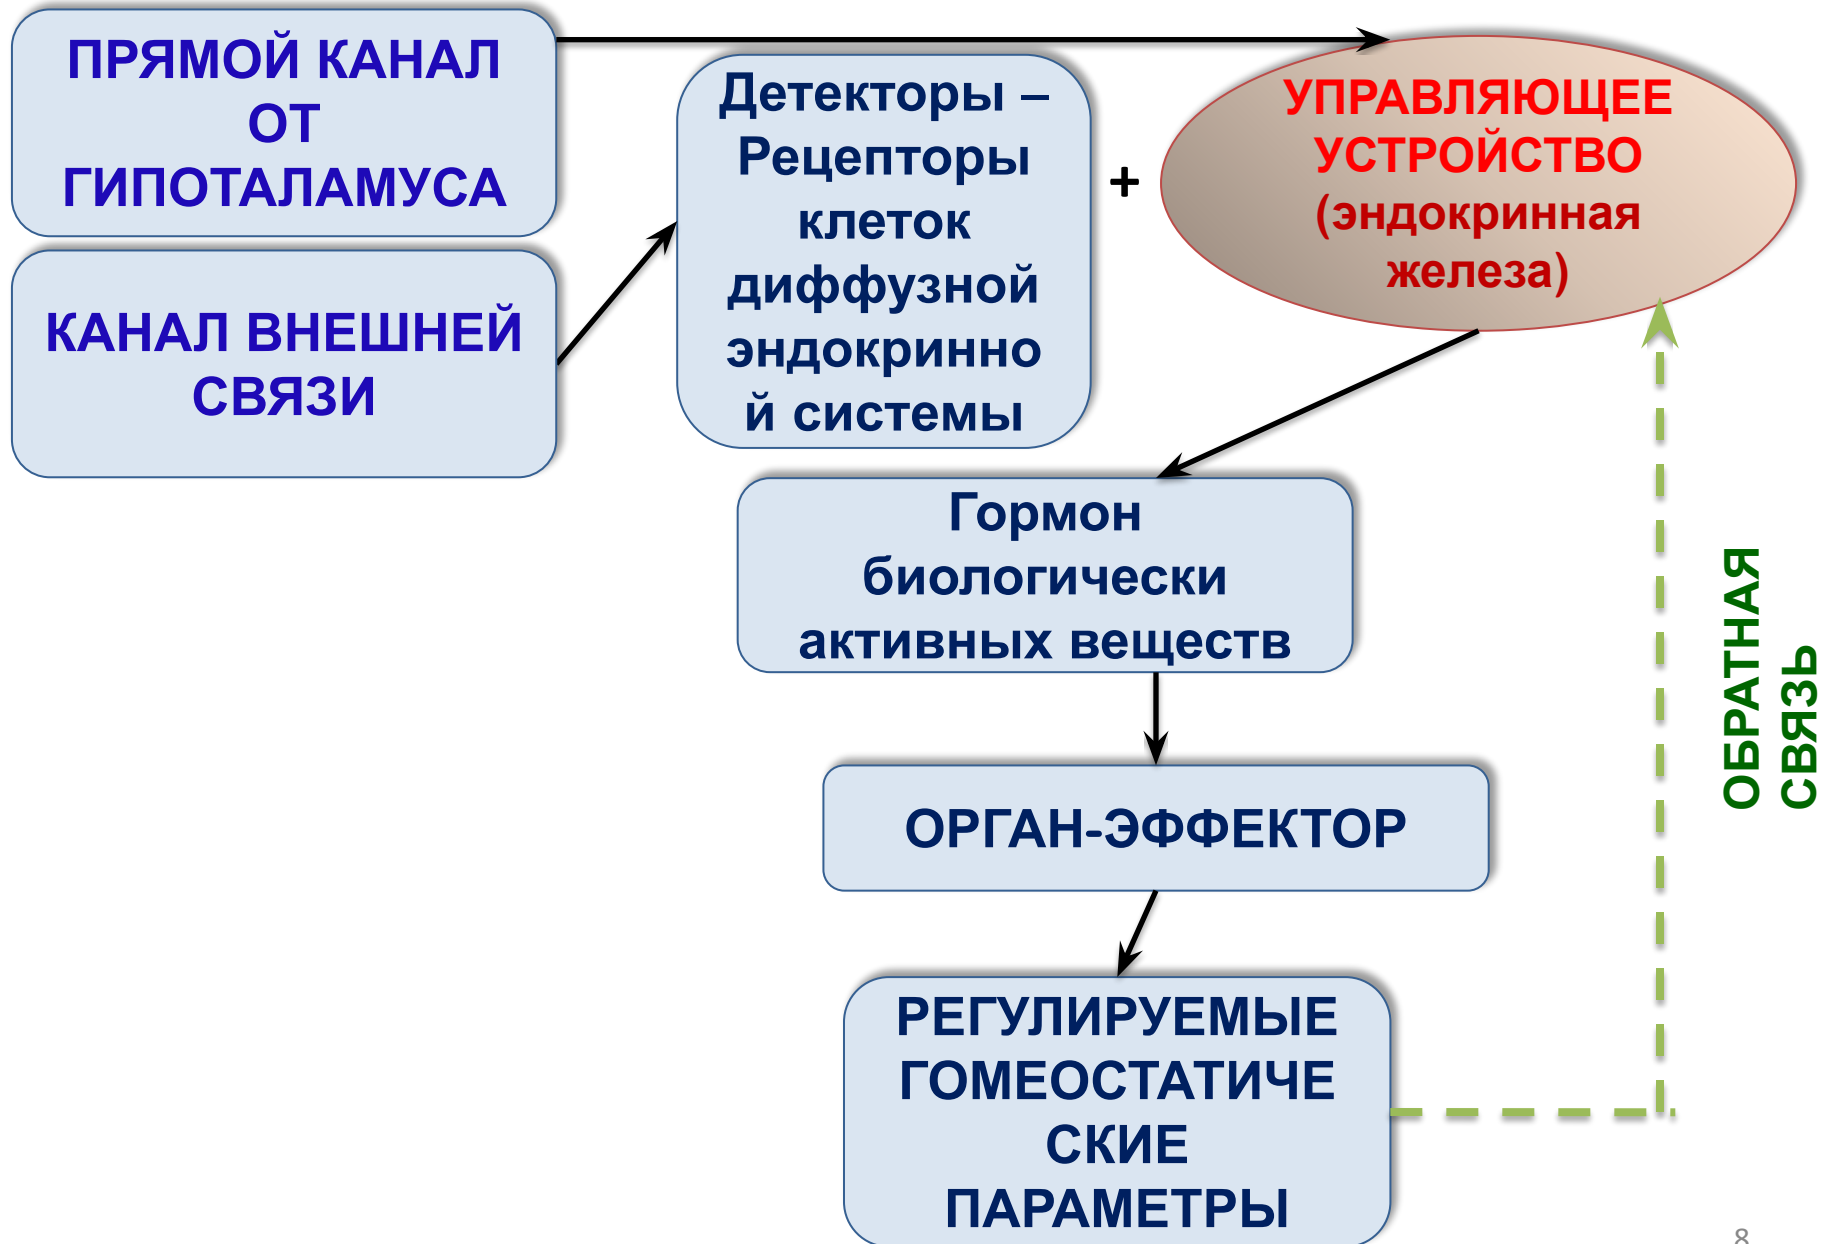 ПРЯМОЙ КАНАЛ
ОТ
ГИПОТАЛАМУСА
КАНАЛ ВНЕШНЕЙ
СВЯЗИ
Детекторы –
Рецепторы
клеток
диффузной
эндокринно
й системы
+
УПРАВЛЯЮЩЕЕ
УСТРОЙСТВО
(эндокринная
железа)
Гормон
биологически
активных веществ
ОРГАН-ЭФФЕКТОР
РЕГУЛИРУЕМЫЕ
ГОМЕОСТАТИЧЕ
СКИЕ
ПАРАМЕТРЫ
ОБРАТНАЯ
СВЯЗЬ
8